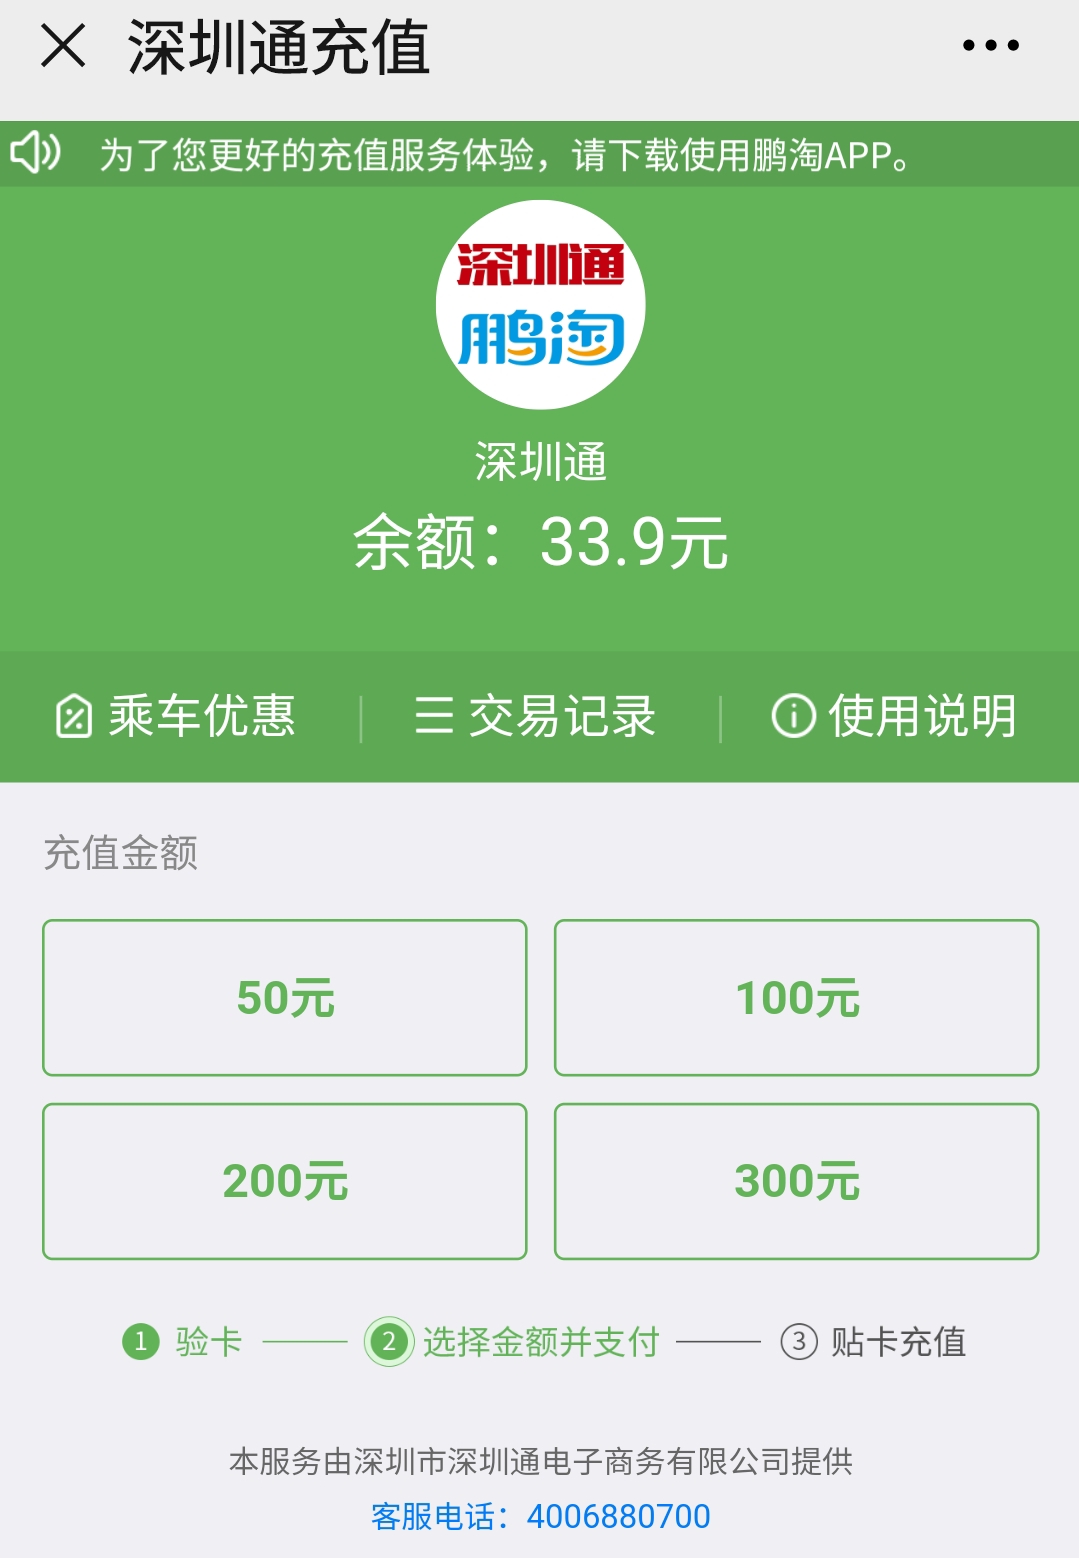 深圳通充值
为了您更好的充值服务体验，请下载使用鹏淘APP。
深圳通
鹏淘
深圳通
余额：33.9元
乘车优惠 交易记录 使用说明
充值金额
50元 100元
200元 300元
1 验卡 2 选择金额并支付 3 贴卡充值
本服务由深圳市深圳通电子商务有限公司提供
客服电话：4006880700